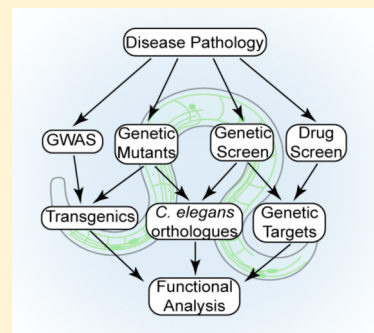 Disease Pathology
GWAS
Genetic
Mutants
Genetic
Screen
Drug
Screen
Transgenics
C. elegans
orthologues
Genetic
Targets
Functional
Analysis